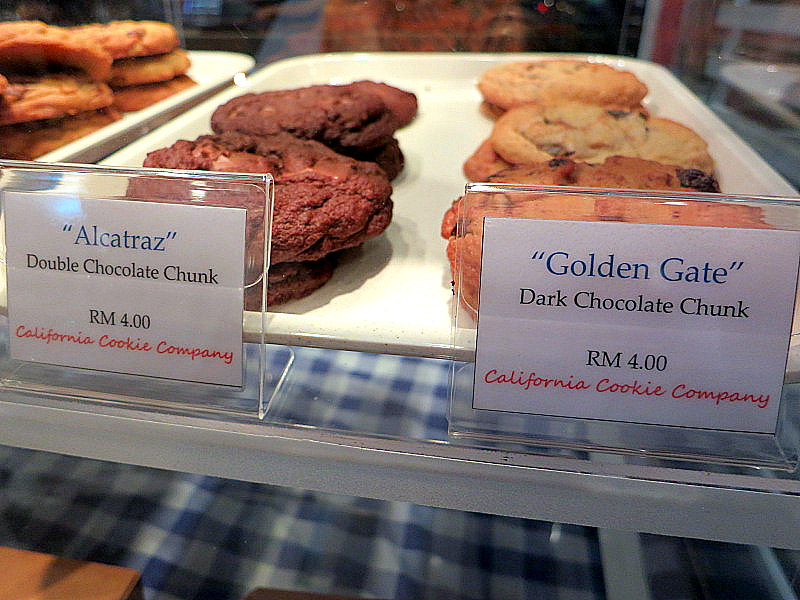 “Alcatraz”
Double Chocolate Chunk
RM 4.00
California Cookie Company
“Golden Gate”
Dark Chocolate Chunk
RM 4.00
California Cookie Company